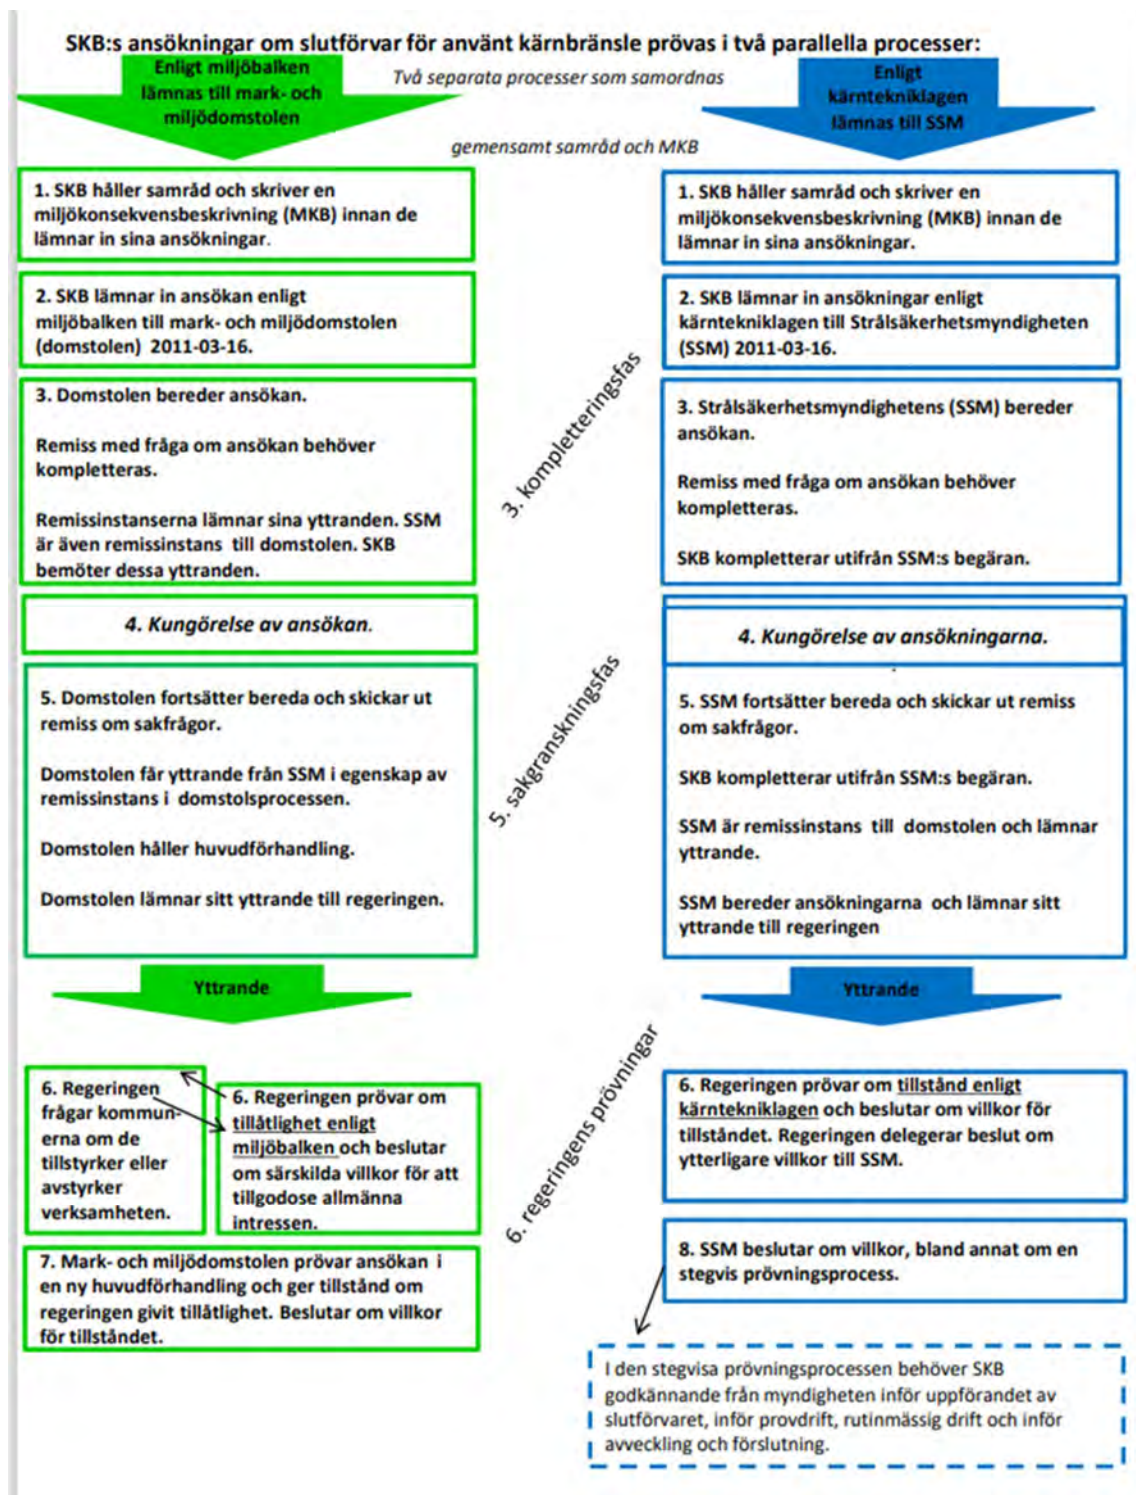 SKB:s ansökningar om slutförvar för använt kärnbränsle prövas i två parallella processer:
Enligt miljöbalken
lämnas till mark- och
miljödomstolen
Två separata processer som samordnas
Enligt
kärntekniklagen
lämnas till SSM
gemensamt samråd och MKB
1. SKB håller samråd och skriver en
miljökonsekvensbeskrivning (MKB) innan de
lämnar in sina ansökningar.
2. SKB lämnar in ansökan enligt
miljöbalken till mark- och miljödomstolen
(domstolen) 2011-03-16.
3. Domstolen bereder ansökan.
Remiss med fråga om ansökan behöver
kompletteras.
Remissinstanserna lämnar sina yttranden. SSM
är även remissinstans till domstolen. SKB
bemöter dessa yttranden.
4. Kungörelse av ansökan.
5. Domstolen fortsätter bereda och skickar ut
remiss om sakfrågor.
Domstolen får yttrande från SSM i egenskap av
remissinstans i domstolsprocessen.
Domstolen håller huvudförhandling.
Domstolen lämnar sitt yttrande till regeringen.
Yttrande
6. Regeringen
frågar kommun-
erna om de
tillstyrker eller
avstyrker
verksamheten.
6. Regeringen prövar om
tillåtlighet enligt
miljöbalken och beslutar
om särskilda villkor för att
tillgodose allmänna
intressen.
7. Mark- och miljödomstolen prövar ansökan i
en ny huvudförhandling och ger tillstånd om
regeringen givit tillåtlighet. Beslutar om villkor
för tillståndet.
3. kompletteringsfas
5. sakgranskningsfas
6. regeringens prövningar
1. SKB håller samråd och skriver en
miljökonsekvensbeskrivning (MKB) innan de
lämnar in sina ansökningar.
2. SKB lämnar in ansökningar enligt
kärntekniklagen till Strålsäkerhetsmyndigheten
(SSM) 2011-03-16.
3. Strålsäkerhetsmyndighetens (SSM) bereder
ansökan.
Remiss med fråga om ansökan behöver
kompletteras.
SKB kompletterar utifrån SSM:s begäran.
4. Kungörelse av ansökningarna.
5. SSM fortsätter bereda och skickar ut remiss
om sakfrågor.
SKB kompletterar utifrån SSM:s begäran.
SSM är remissinstans till domstolen och lämnar
yttrande.
SSM bereder ansökningarna och lämnar sitt
yttrande till regeringen
Yttrande
6. Regeringen prövar om tillstånd enligt
kärntekniklagen och beslutar om villkor för
tillståndet. Regeringen delegerar beslut om
ytterligare villkor till SSM.
8. SSM beslutar om villkor, bland annat om en
stegvis prövningsprocess.
I den stegvisa prövningsprocessen behöver SKB
godkännande från myndigheten inför uppförandet av
slutförvaret, inför provdrift, rutinmässig drift och inför
avveckling och förslutning.